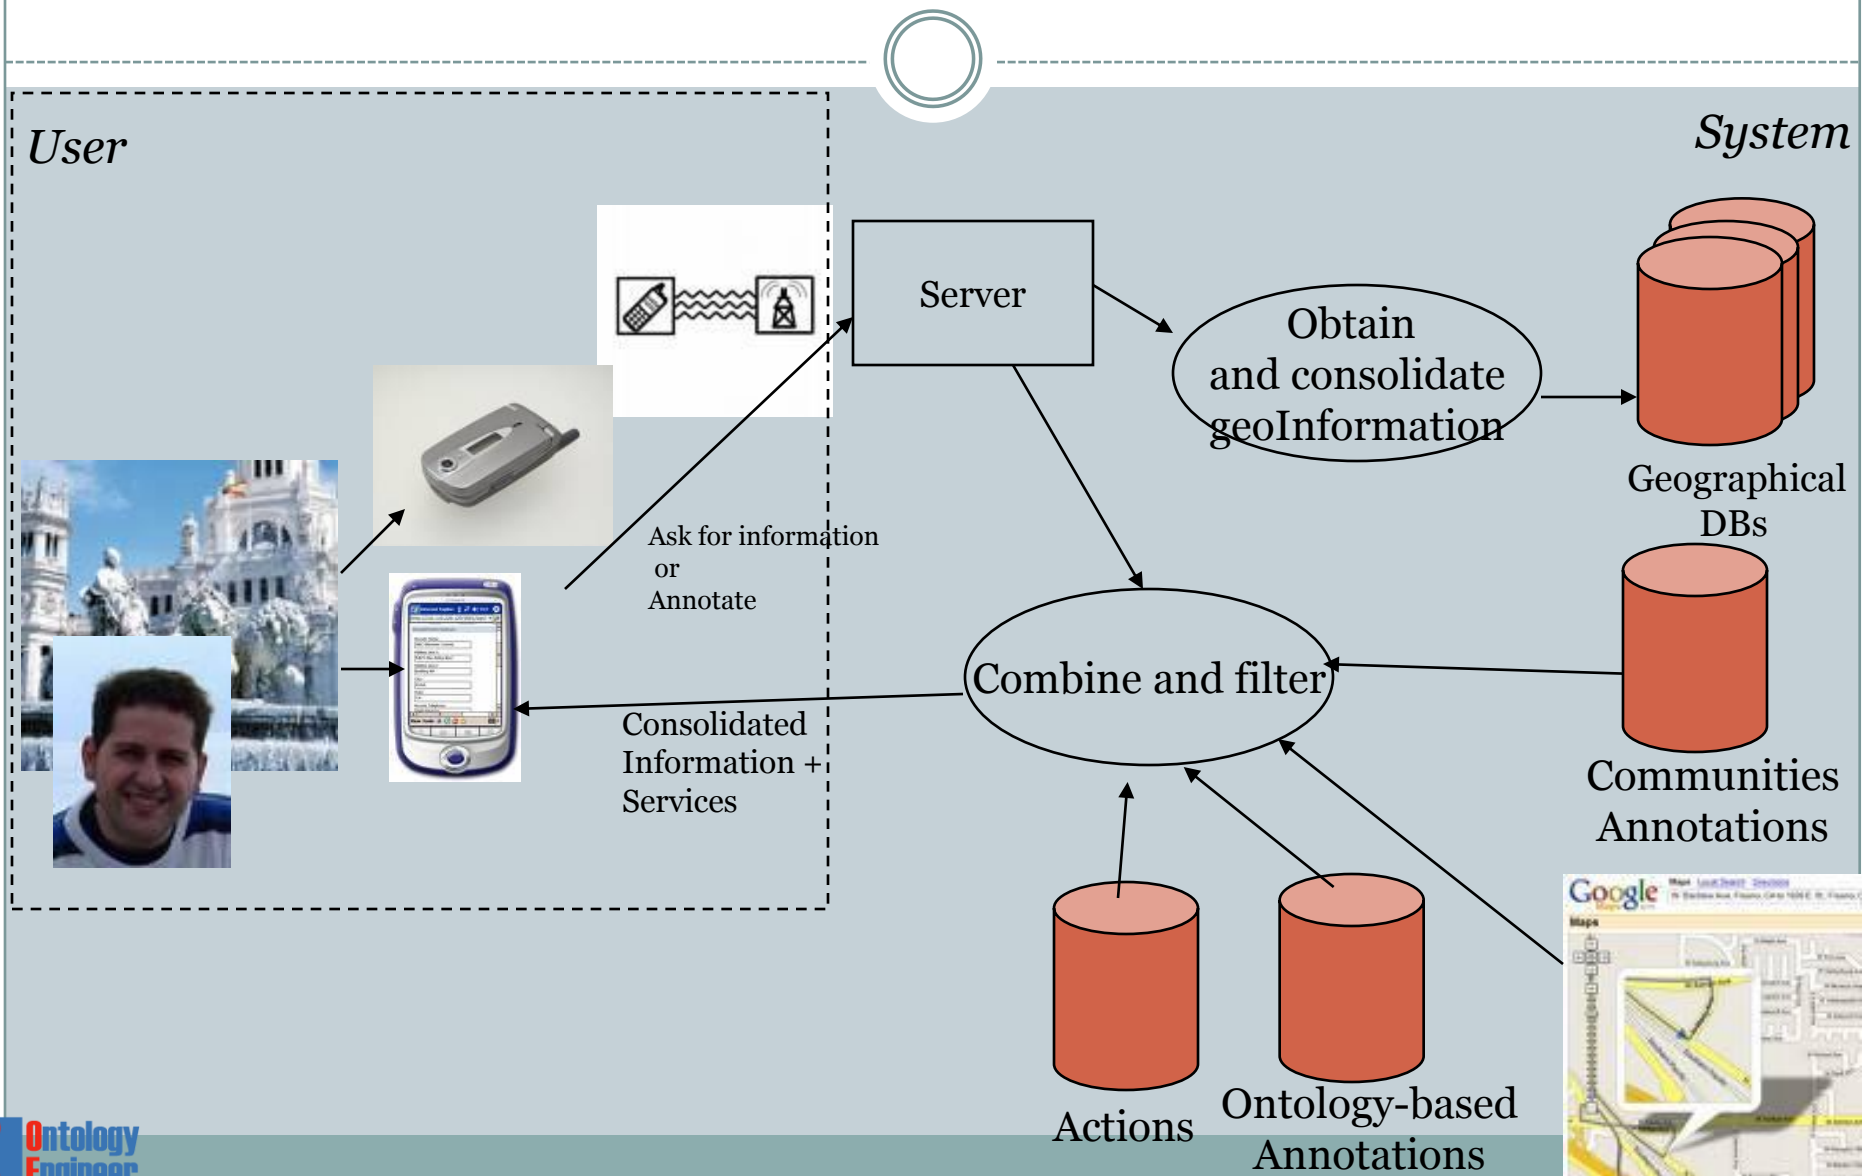 User
System
Server
Obtain
and consolidate
geoInformation
Geographical
DBs
Ask for information
or
Annotate
Combine and filter
Consolidated
Information +
Services
Communities
Annotations
Google
Maps
Actions
Ontology-based
Annotations
Ontology
Engineer